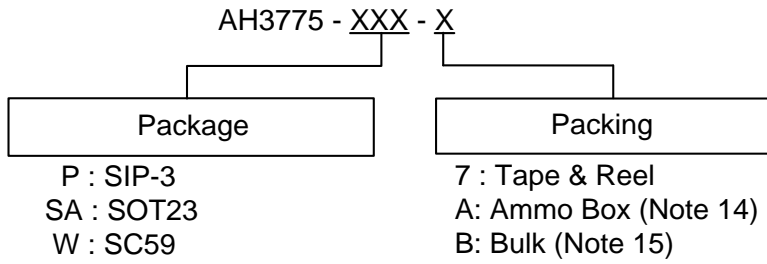 AH3775 - XXX - X
Package
P : SIP-3
SA : SOT23
W : SC59
Packing
7 : Tape & Reel
A: Ammo Box (Note 14)
B: Bulk (Note 15)